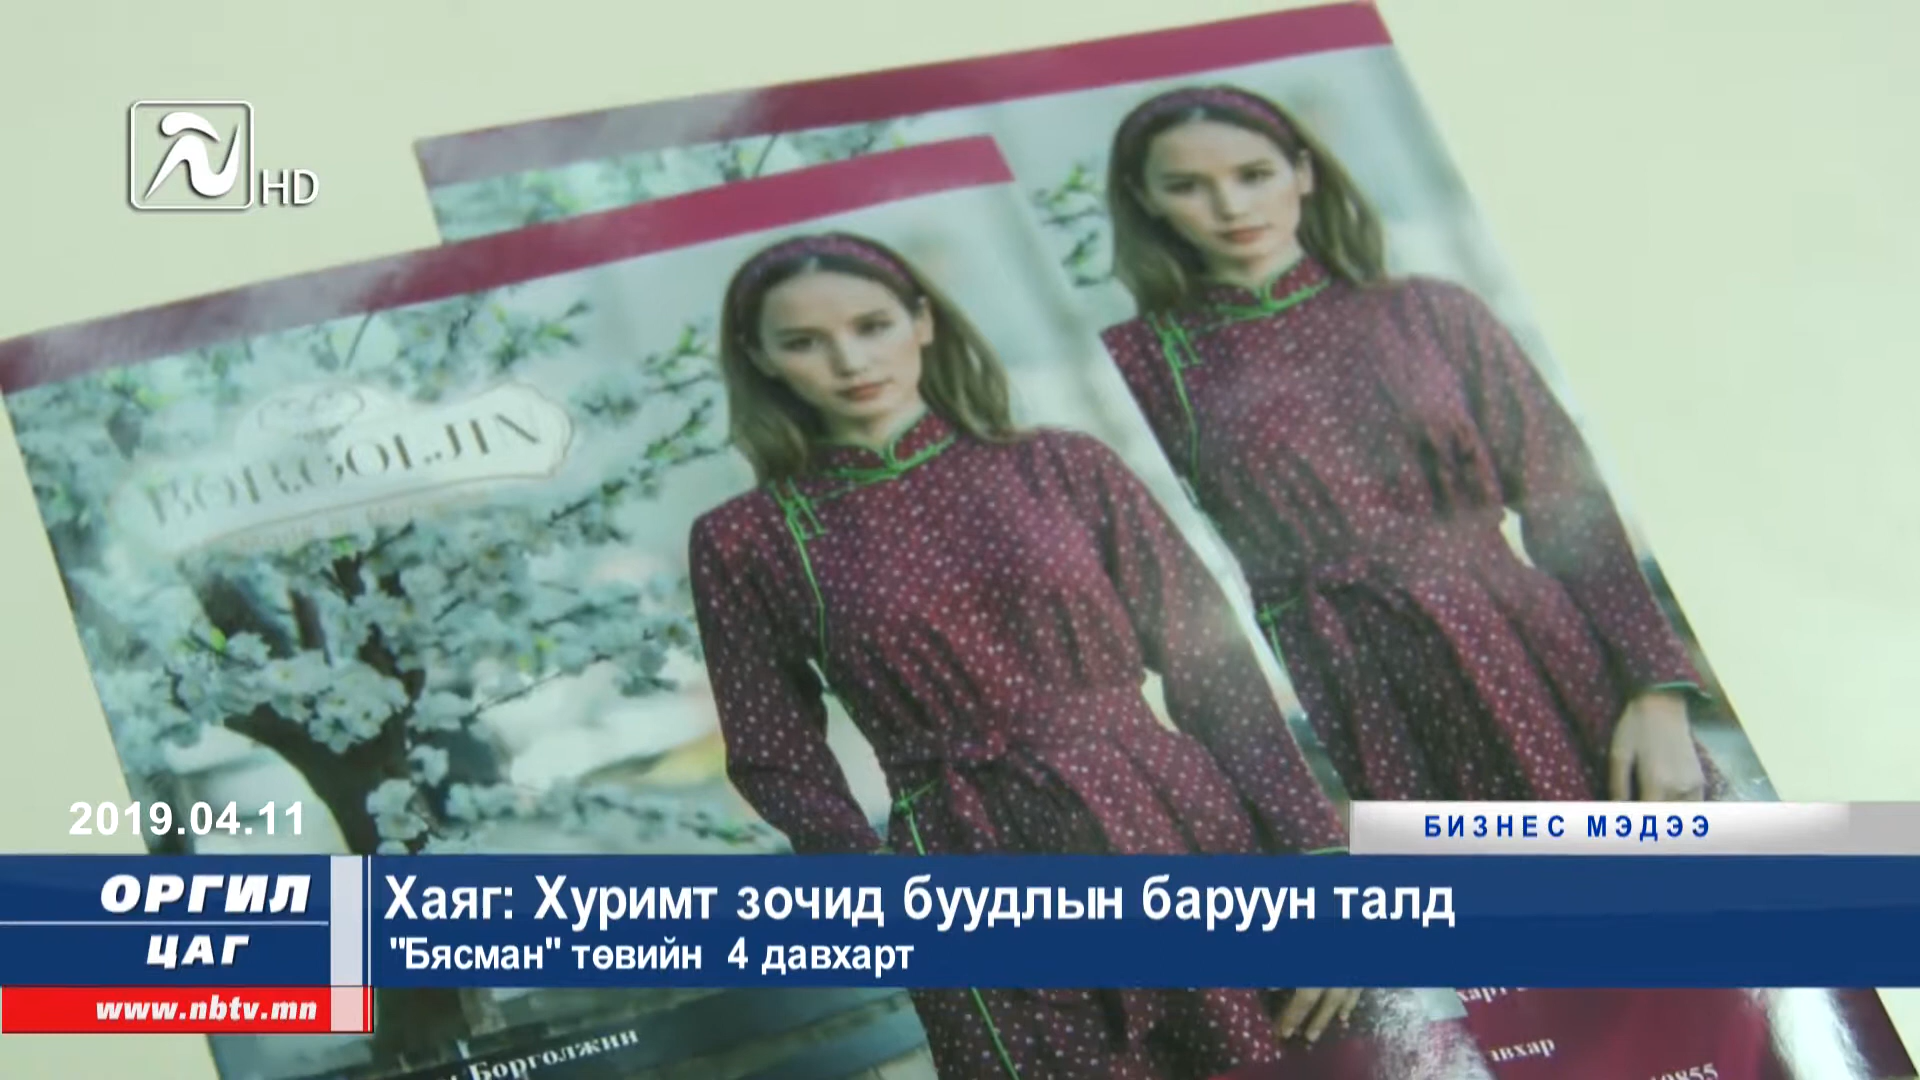 HD
BORGOLJIN
2019.04.11
БИЗНЕС МЭДЭЭ
ОРГИЛ
ЦАГ
Хаяг: Хуримт зочид буудлын баруун талд
"Бясман" төвийн 4 давхарт
www.nbtv.mn
Борголжин